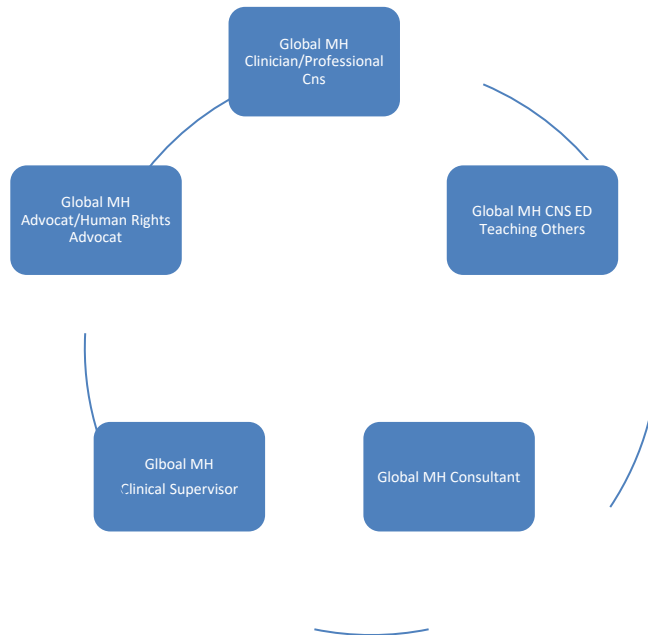 Global MH
Clinician/Professional
Cns
Global MH
Advocat/Human Rights
Advocat
Global MH CNS ED
Teaching Others
Glboal MH
Clinical Supervisor
Global MH Consultant